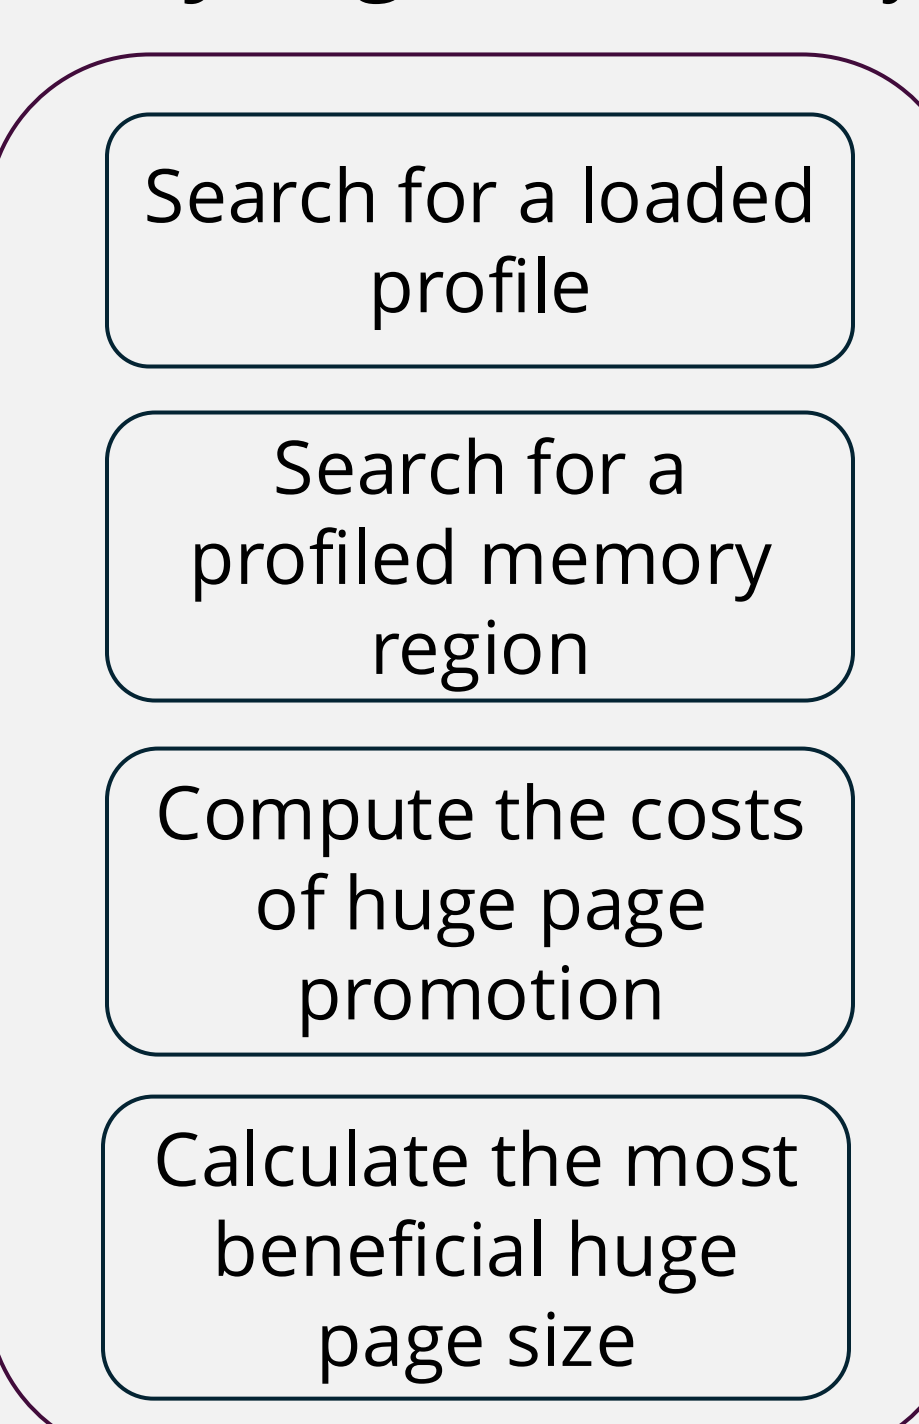 Search for a loaded
profile
Search for a
profiled memory
region
Compute the costs
of huge page
promotion
Calculate the most
beneficial huge
page size